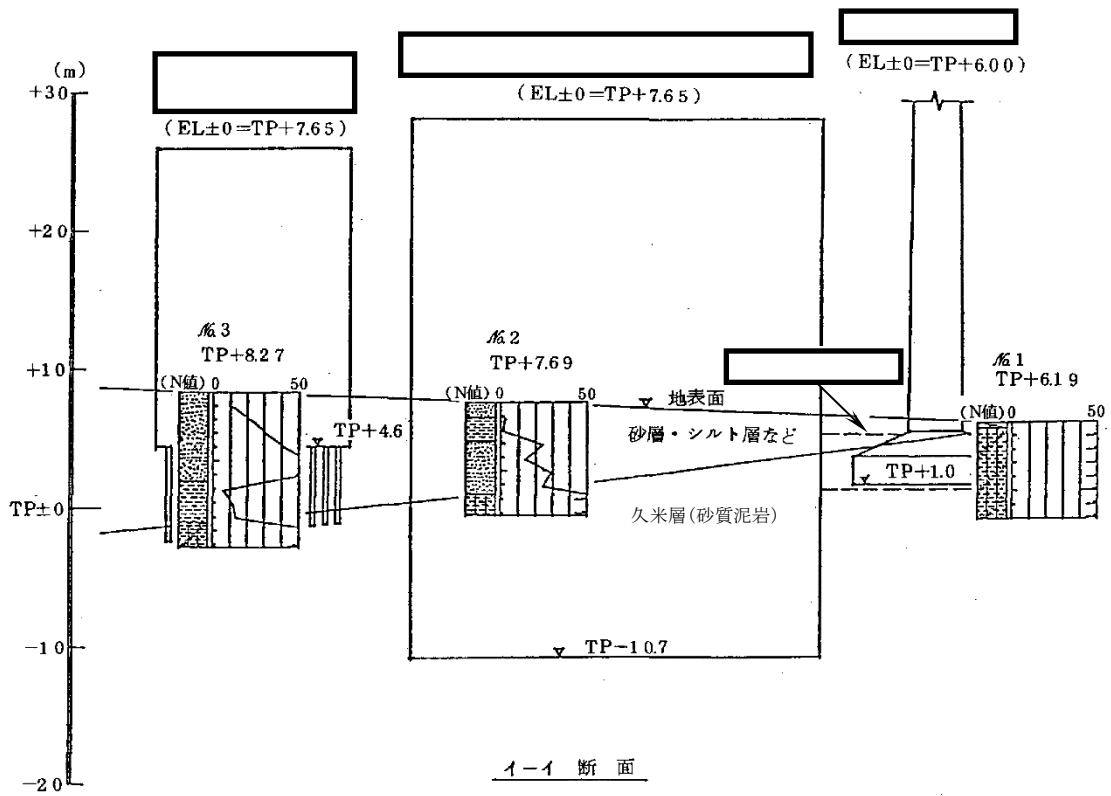 (m)
+30
+20
+10
TP±0
-10
-20
(EL±0=TP+7.65)
(EL±0=TP+7.65)
(EL±0=TP+6.00)
№3
TP+8.27
(N値) 0 50
TP+4.6
№2
TP+7.69
(N値) 0 50
地表面
砂層・シルト層など
久米層(砂質泥岩)
TP-10.7
№1
TP+6.19
(N値) 0 50
TP+1.0
イーイ 断面